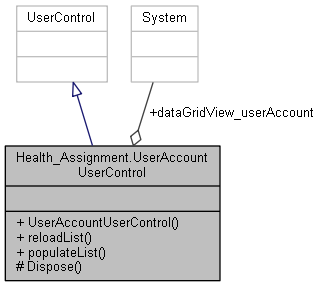 UserControl
System
+dataGridView_userAccount
Health_Assignment.UserAccount
UserControl
+ UserAccountUserControl()
+ reloadList()
+ populateList()
# Dispose()